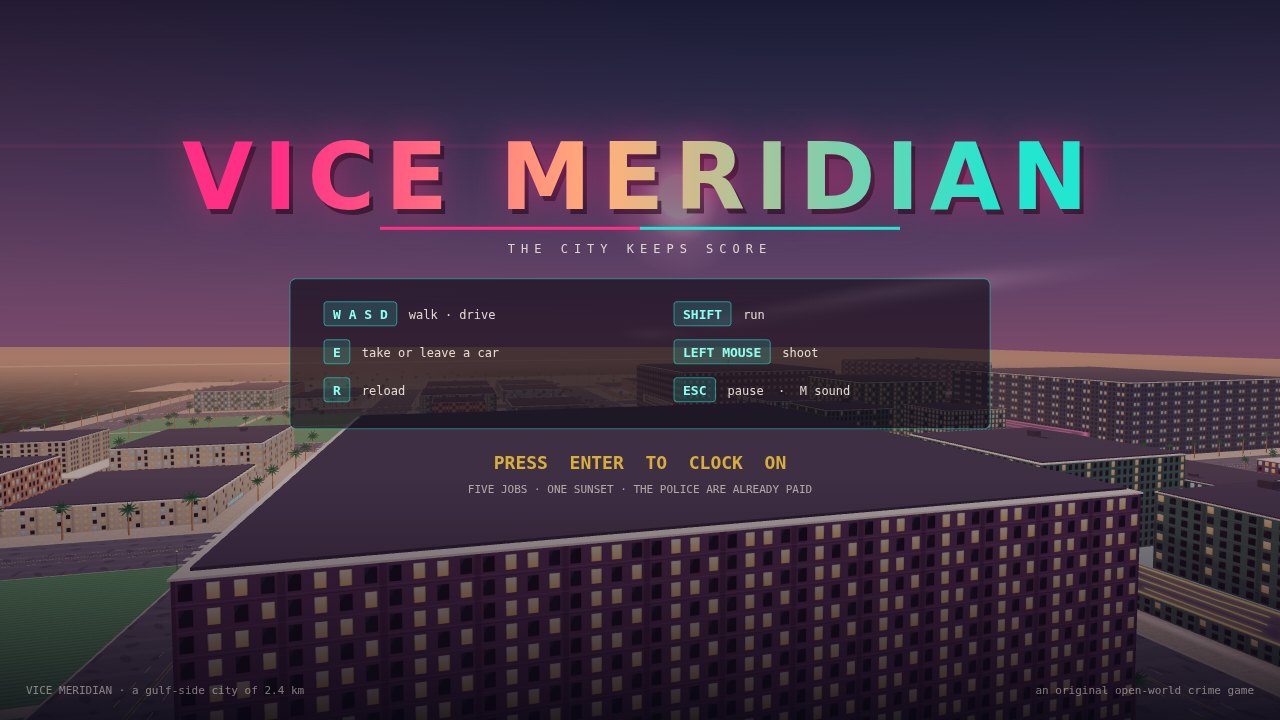 VICE MERIDIAN
THE CITY KEEPS SCORE
W A S D walk · drive
SHIFT run
E take or leave a car
LEFT MOUSE shoot
R reload
ESC pause · M sound
PRESS ENTER TO CLOCK ON
FIVE JOBS · ONE SUNSET · THE POLICE ARE ALREADY PAID
VICE MERIDIAN · a gulf-side city of 2.4 km
an original open-world crime game